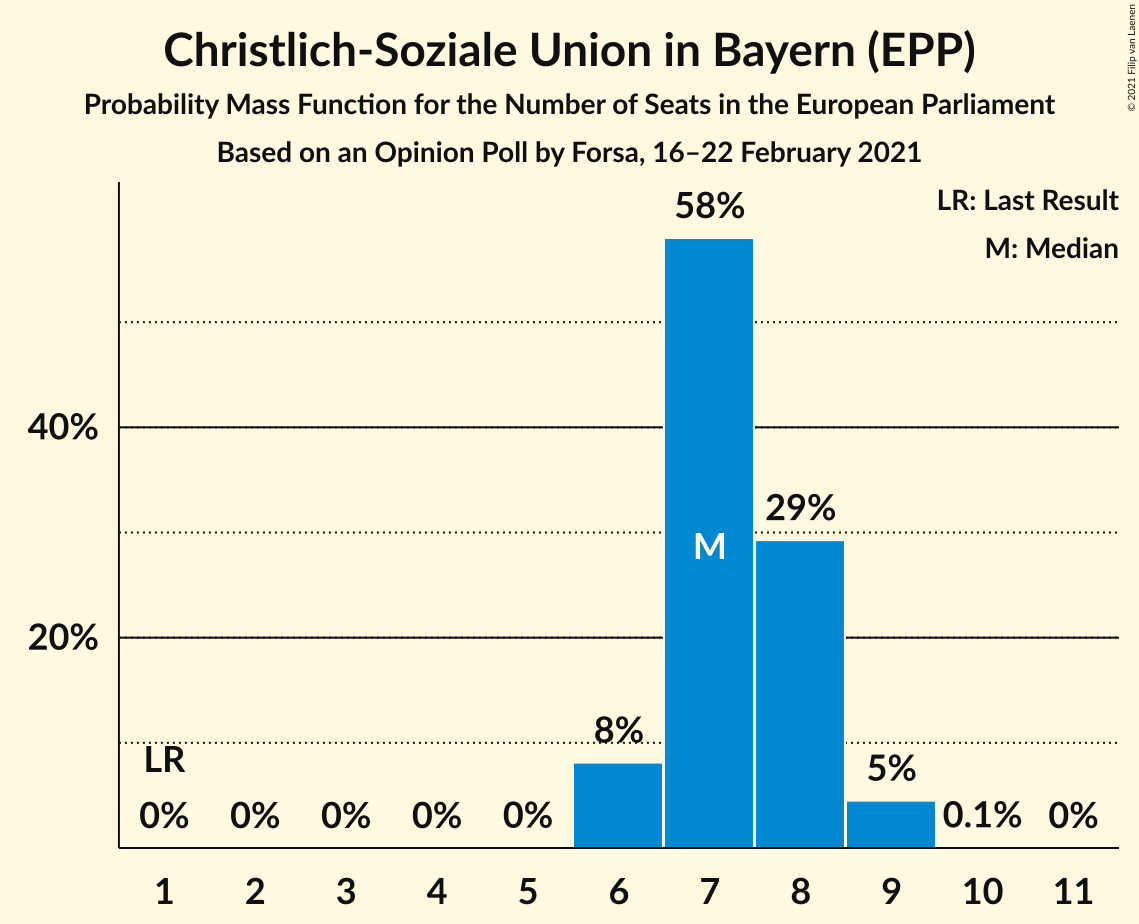 Christlich-Soziale Union in Bayern (EPP)
Probability Mass Function for the Number of Seats in the European Parliament
Based on an Opinion Poll by Forsa, 16–22 February 2021
© 2021 Filip van Laenen
LR: Last Result
M: Median
58%
40%
29%
M
20%
8%
LR
5%
0% 0% 0% 0% 0% 0.1% 0%
1 2 3 4 5 6 7 8 9 10 11